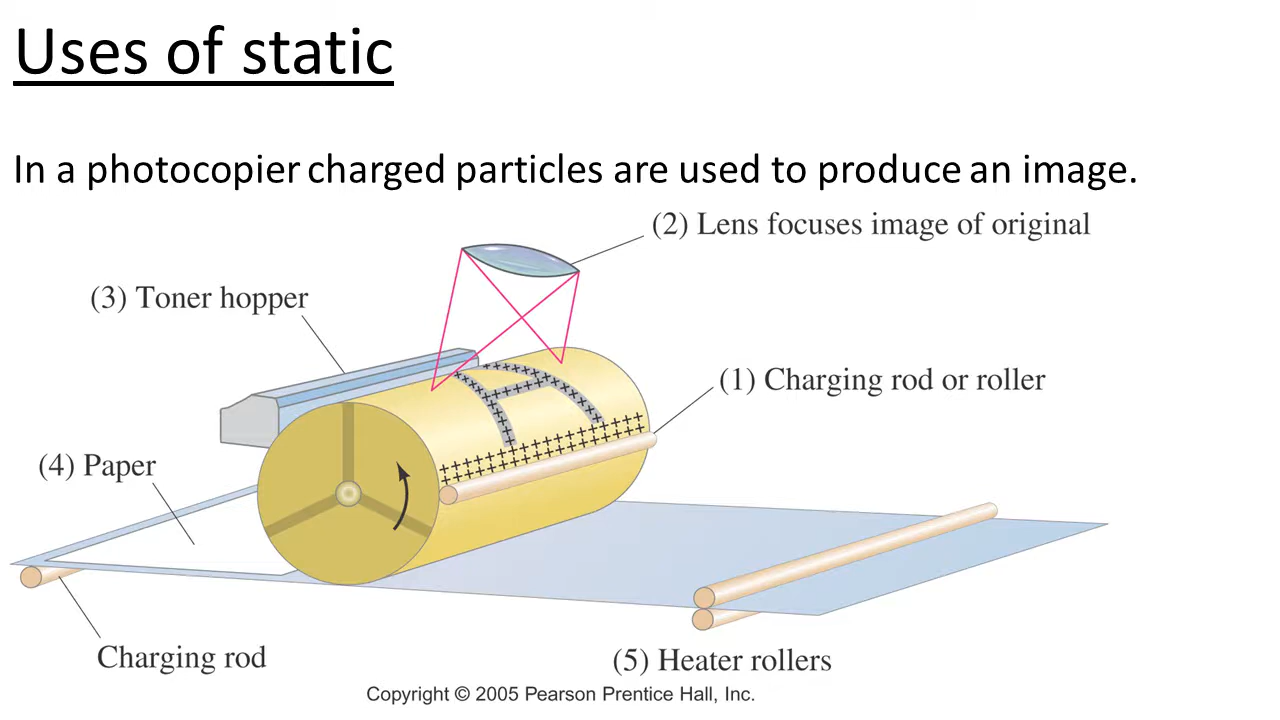 Uses of static
In a photocopier charged particles are used to produce an image.
(2) Lens focuses image of original
(3) Toner hopper
(1) Charging rod or roller
(4) Paper
Charging rod
(5) Heater rollers
Copyright © 2005 Pearson Prentice Hall, Inc.